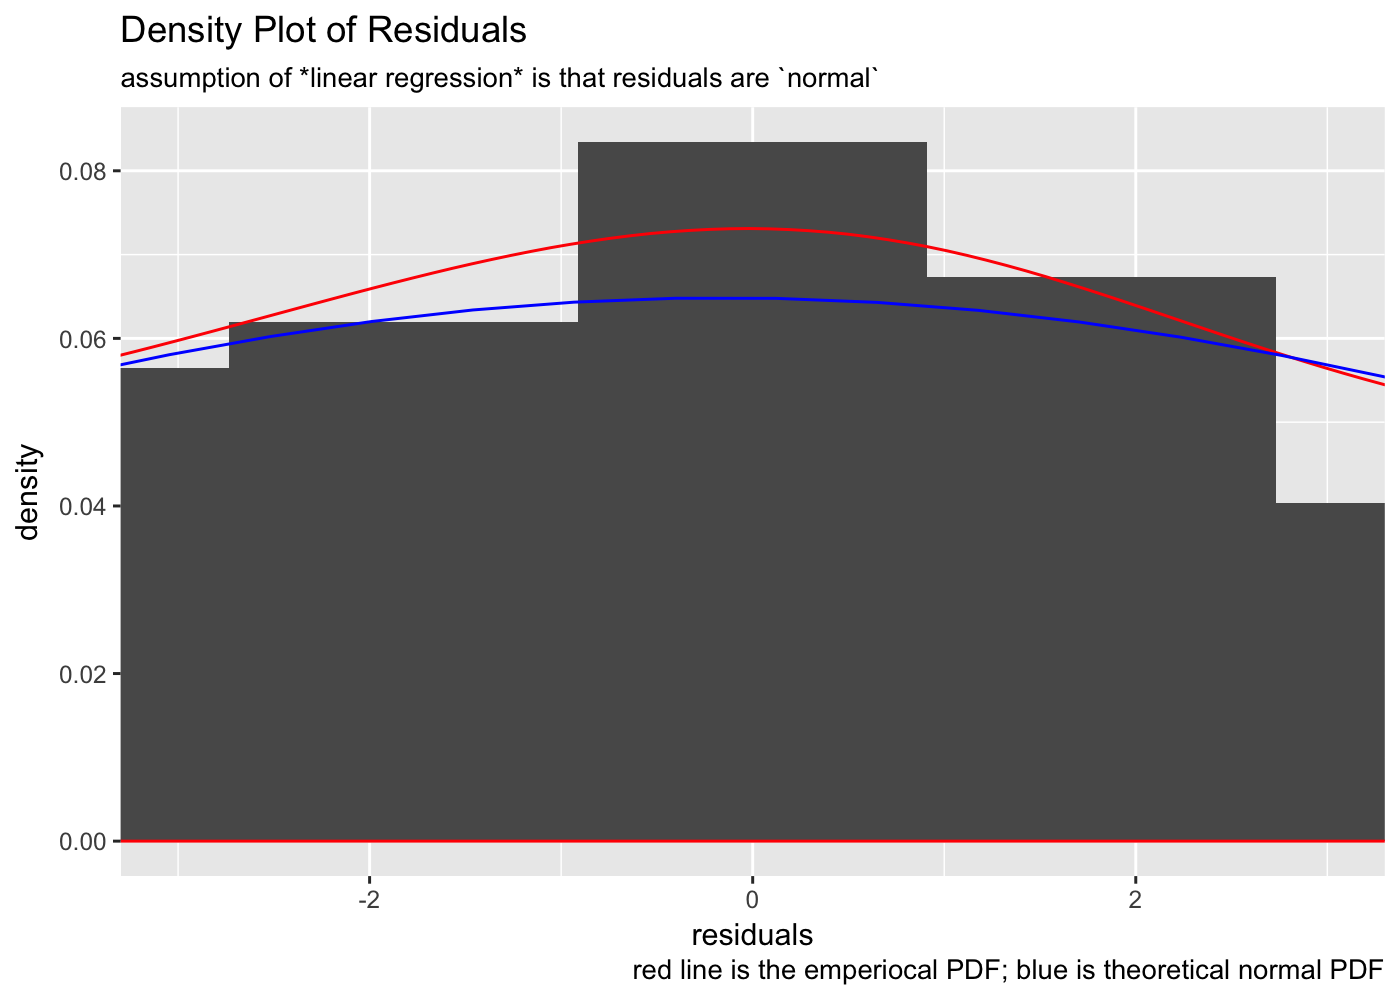 Density Plot of Residuals
assumption of *linear regression* is that residuals are `normal`
0.08
0.06
0.04
0.02
0.00
density
-2
0
2
residuals
red line is the emperiocal PDF; blue is theoretical normal PDF